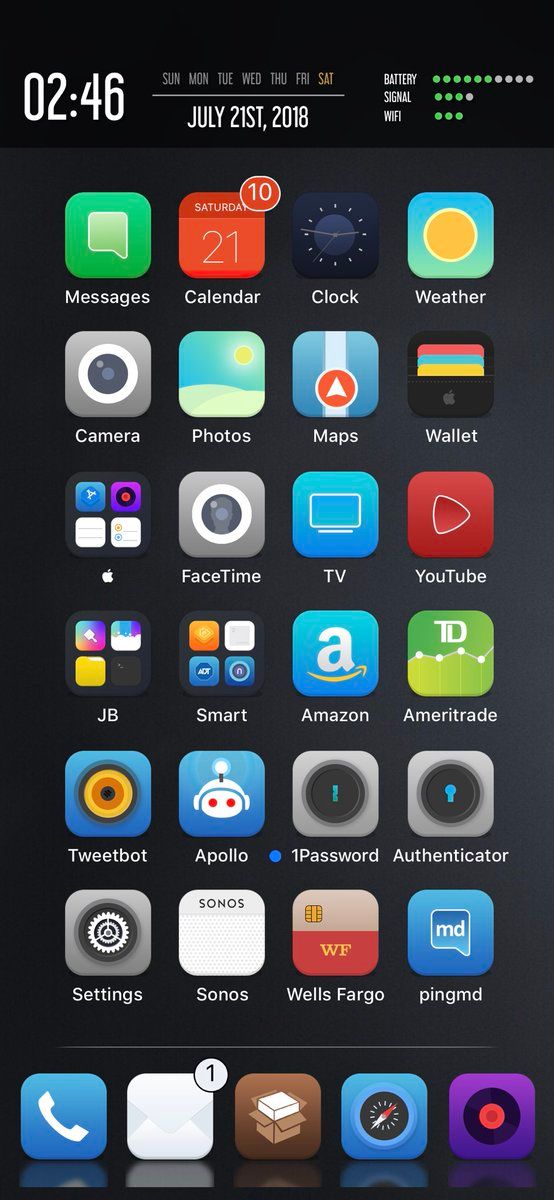 02:46
SUN MON TUE WED THU FRI SAT
JULY 21ST, 2018
BATTERY
SIGNAL
WIFI
10
SATURDAY
21
Messages
Calendar
Clock
Weather
Camera
Photos
Maps
Wallet
FaceTime
TV
YouTube
ADT
TD
JB
Smart
a
Amazon
Ameritrade
Tweetbot
Apollo
1Password
Authenticator
SONOS
WF
md
Settings
Sonos
Wells Fargo
pingmd
1